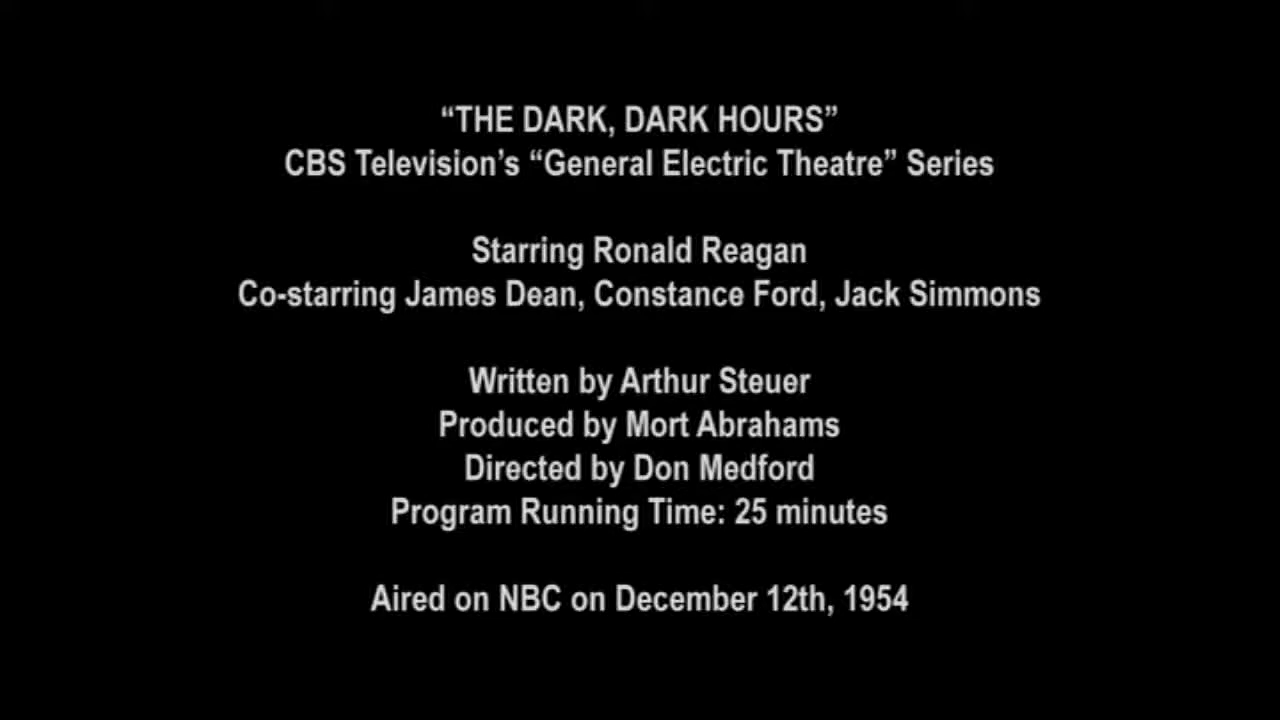 “THE DARK, DARK HOURS”
CBS Television’s “General Electric Theatre” Series
Starring Ronald Reagan
Co-starring James Dean, Constance Ford, Jack Simmons
Written by Arthur Steuer
Produced by Mort Abrahams
Directed by Don Medford
Program Running Time: 25 minutes
Aired on NBC on December 12th, 1954